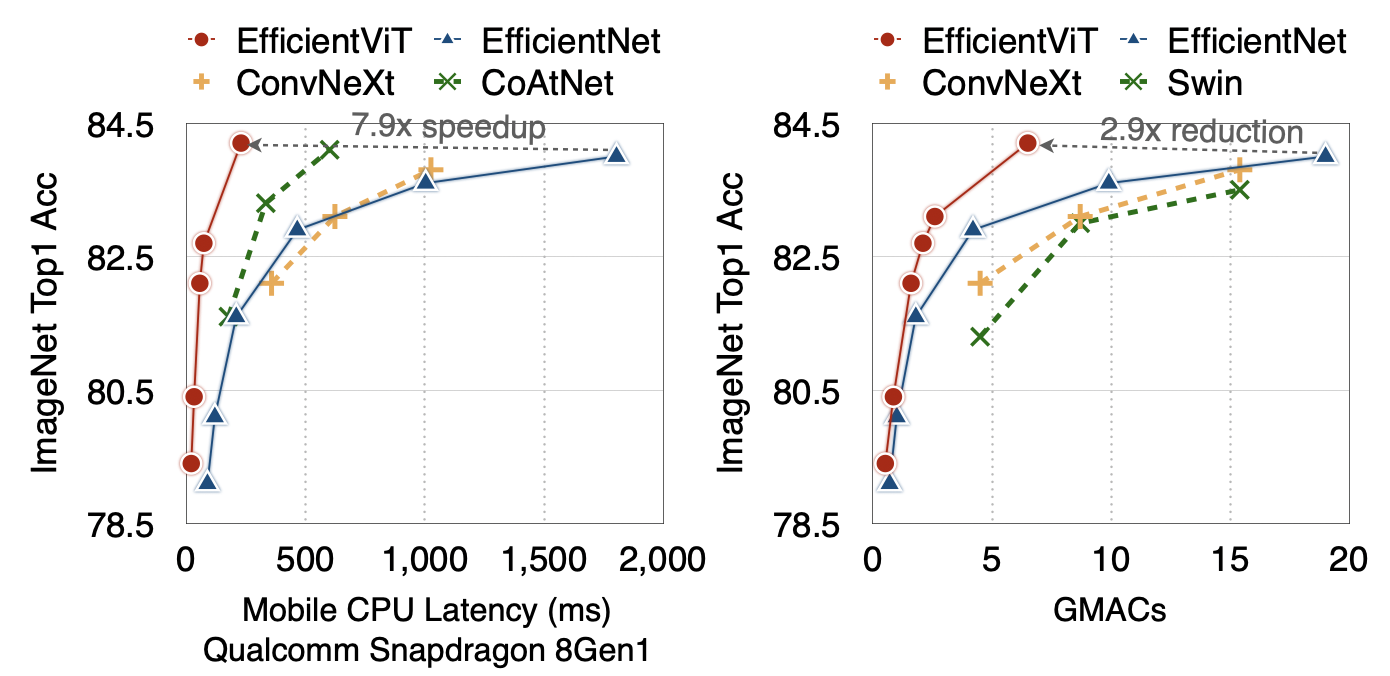 EfficientViT EfficientNet
ConvNeXt CoAtNet
7.9x speedup
84.5
82.5
80.5
78.5
ImageNet Top1 Acc
0 500 1,000 1,500 2,000
Mobile CPU Latency (ms)
Qualcomm Snapdragon 8Gen1
EfficientViT EfficientNet
ConvNeXt Swin
2.9x reduction
84.5
82.5
80.5
78.5
ImageNet Top1 Acc
0 5 10 15 20
GMACs